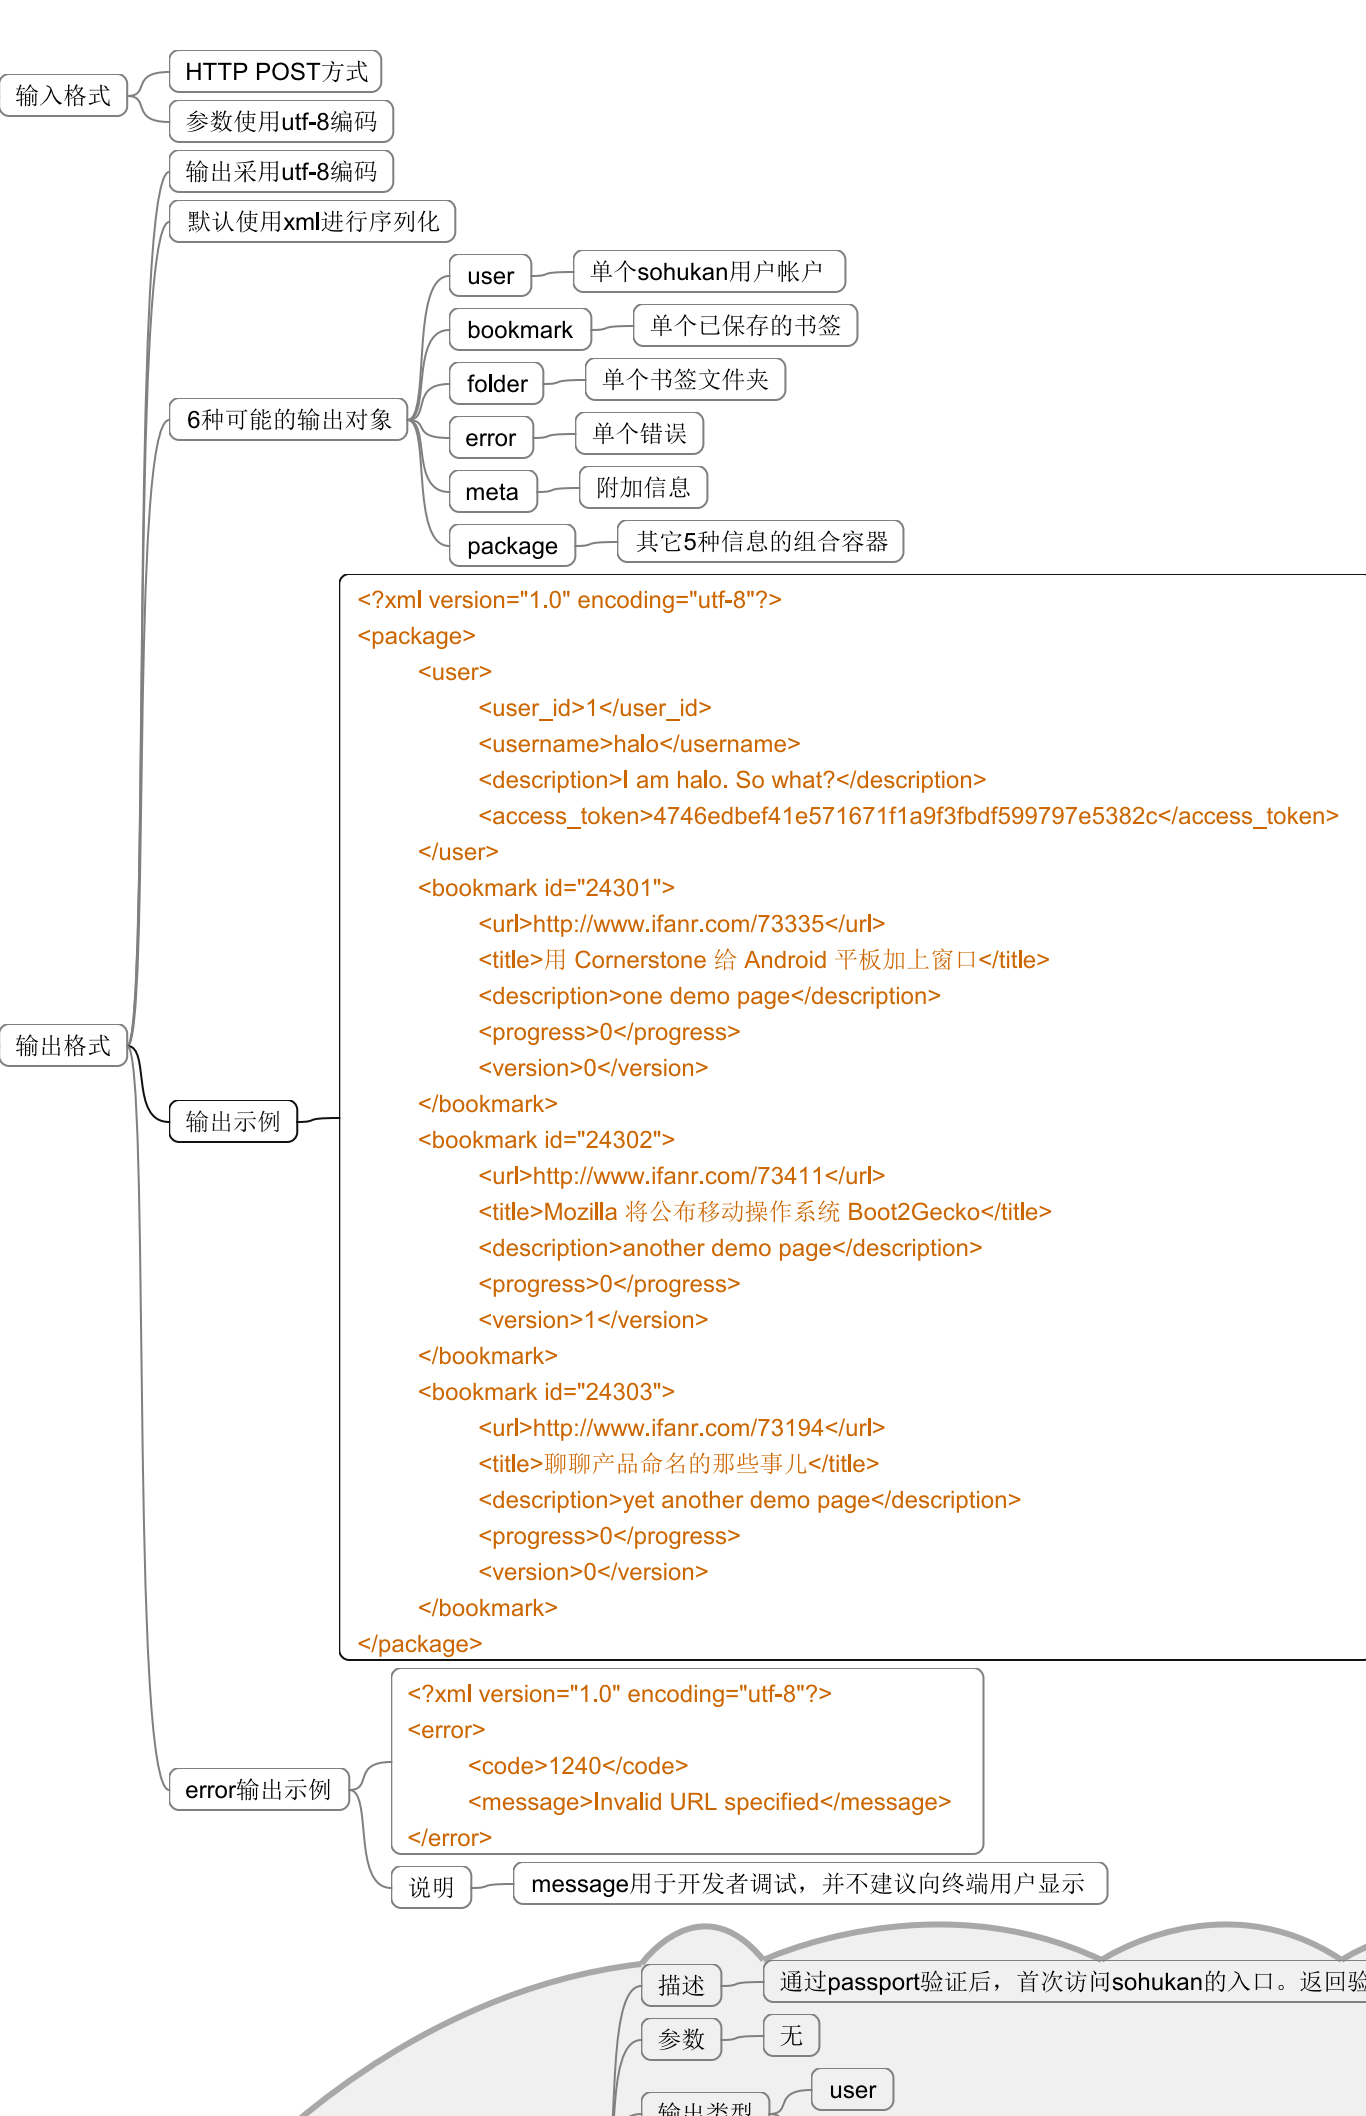 输入格式
HTTP POST方式
参数使用utf-8编码
输出格式
输出采用utf-8编码
默认使用xml进行序列化
6种可能的输出对象
user
单个sohukan用户帐户
bookmark
单个已保存的书签
folder
单个书签文件夹
error
单个错误
meta
附加信息
package
其它5种信息的组合容器
输出示例
<?xml version="1.0" encoding="utf-8"?>
<package>
<user>
<user_id>1</user_id>
<username>halo</username>
<description>I am halo. So what?</description>
<access_token>4746edbef41e571671f1a9f3fbdf599797e5382c</access_token>
</user>
<bookmark id="24301">
<url>http://www.ifanr.com/73335</url>
<title>用 Cornerstone 给 Android 平板加上窗口</title>
<description>one demo page</description>
<progress>0</progress>
<version>0</version>
</bookmark>
<bookmark id="24302">
<url>http://www.ifanr.com/73411</url>
<title>Mozilla 将公布移动操作系统 Boot2Gecko</title>
<description>another demo page</description>
<progress>0</progress>
<version>1</version>
</bookmark>
<bookmark id="24303">
<url>http://www.ifanr.com/73194</url>
<title>聊聊产品命名的那些事儿</title>
<description>yet another demo page</description>
<progress>0</progress>
<version>0</version>
</bookmark>
</package>
error输出示例
<?xml version="1.0" encoding="utf-8"?>
<error>
<code>1240</code>
<message>Invalid URL specified</message>
</error>
说明
message用于开发者调试，并不建议向终端用户显示
描述
通过passport验证后，首次访问sohukan的入口。返回验
参数
无
输出类型
user